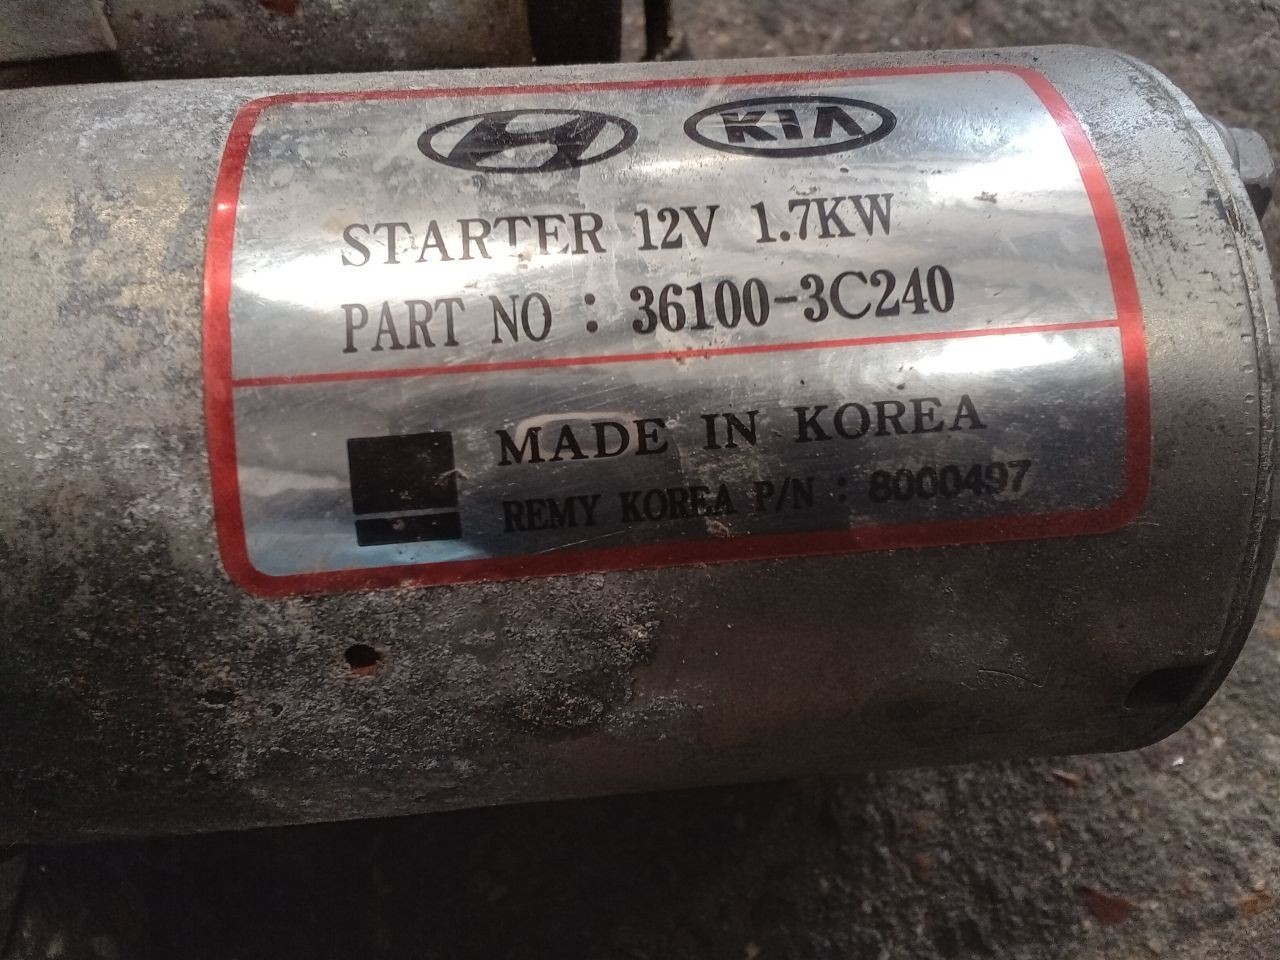 KIA
STARTER 12V 1.7KW
PART NO : 36100-3C240
MADE IN KOREA
REMY KOREA P/N : 8000497